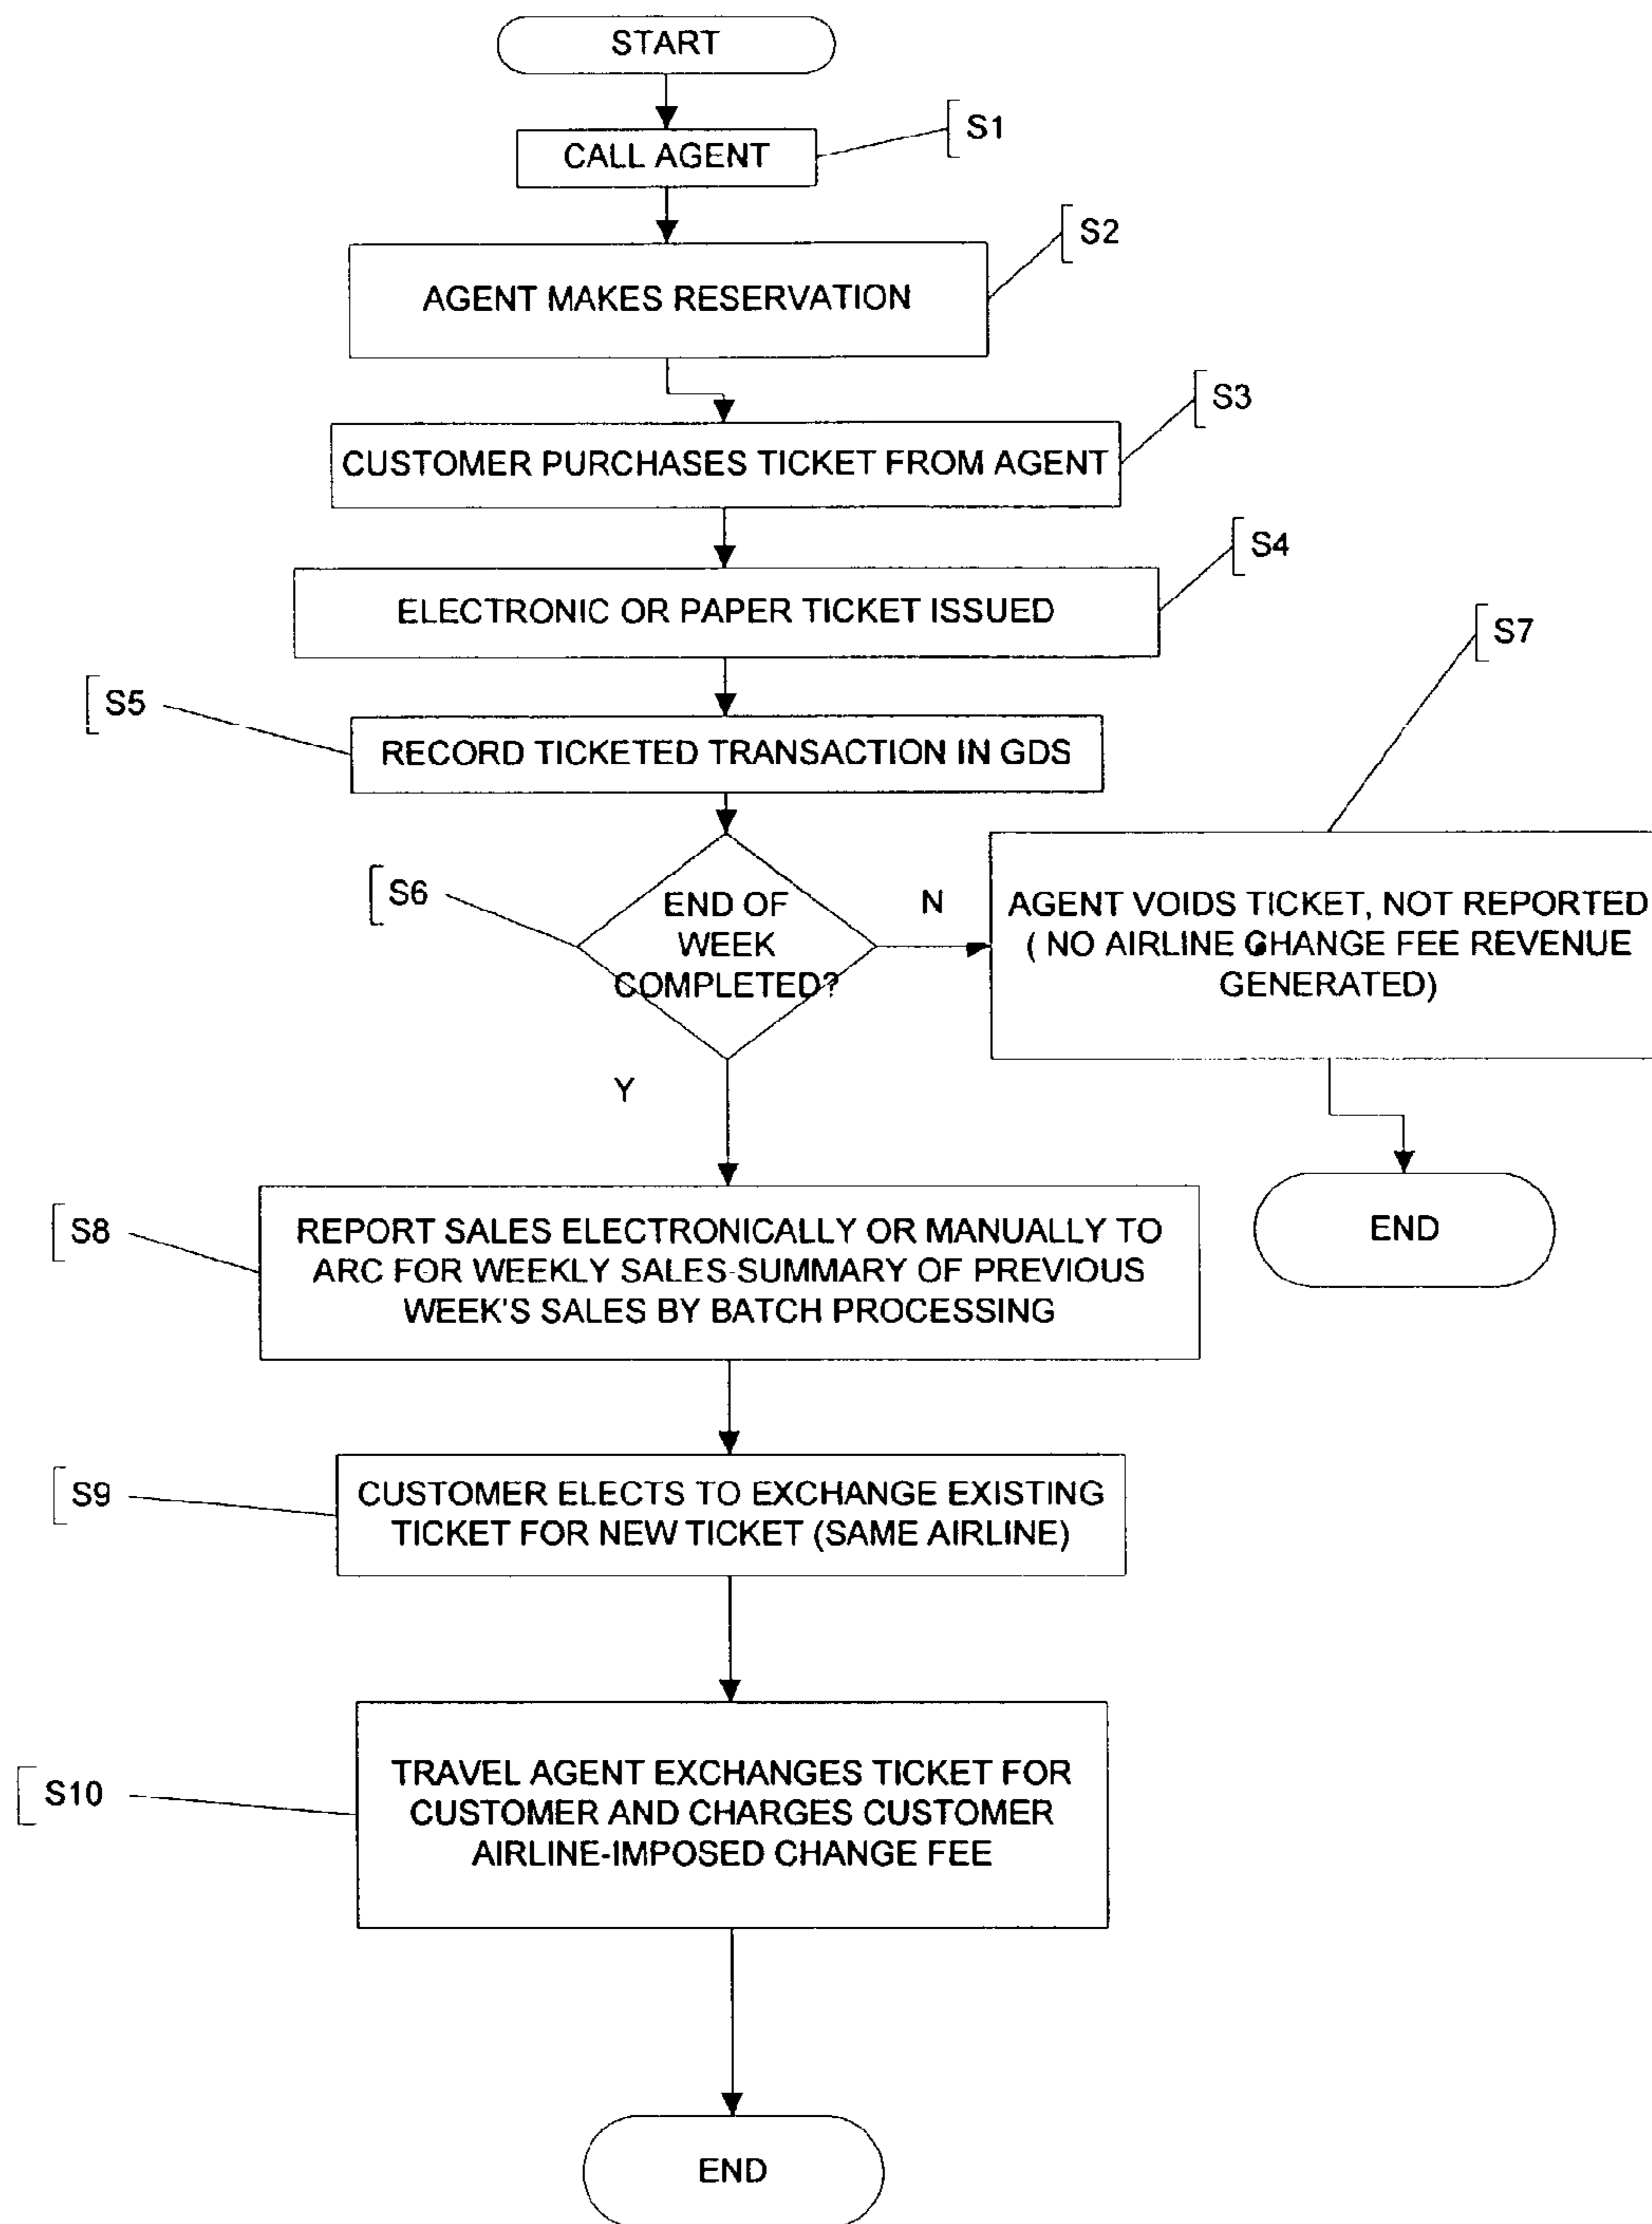 START
CALL AGENT
S1
AGENT MAKES RESERVATION
S2
CUSTOMER PURCHASES TICKET FROM AGENT
S3
ELECTRONIC OR PAPER TICKET ISSUED
S4
RECORD TICKETED TRANSACTION IN GDS
S5
END OF
WEEK
COMPLETED?
S6
N
AGENT VOIDS TICKET, NOT REPORTED
( NO AIRLINE CHANGE FEE REVENUE
GENERATED)
S7
END
Y
REPORT SALES ELECTRONICALLY OR MANUALLY TO
ARC FOR WEEKLY SALES-SUMMARY OF PREVIOUS
WEEK'S SALES BY BATCH PROCESSING
S8
CUSTOMER ELECTS TO EXCHANGE EXISTING
TICKET FOR NEW TICKET (SAME AIRLINE)
S9
TRAVEL AGENT EXCHANGES TICKET FOR
CUSTOMER AND CHARGES CUSTOMER
AIRLINE-IMPOSED CHANGE FEE
S10
END